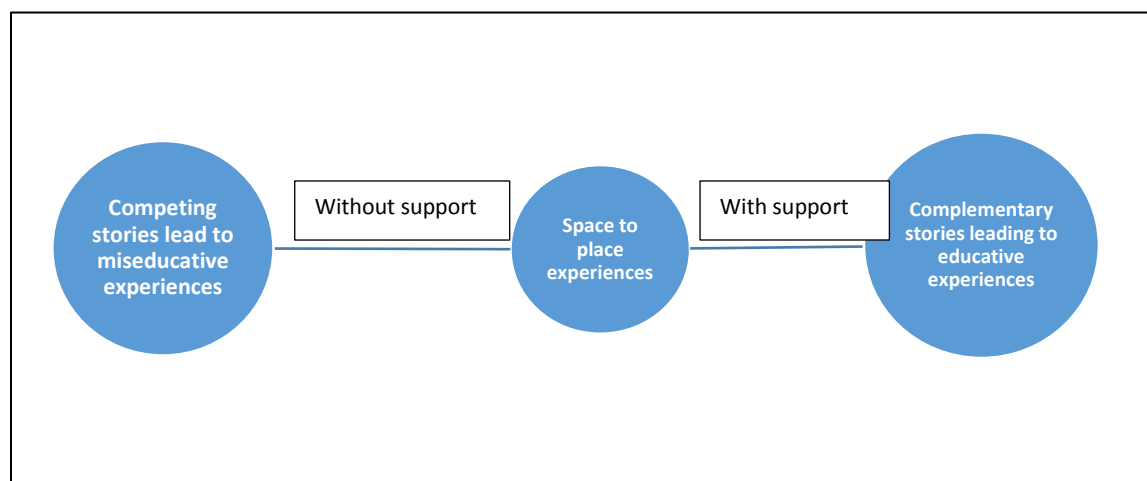 Competing
stories lead to
miseducative
experiences
Without support
Space to
place
experiences
With support
Complementary
stories leading to
educative
experiences